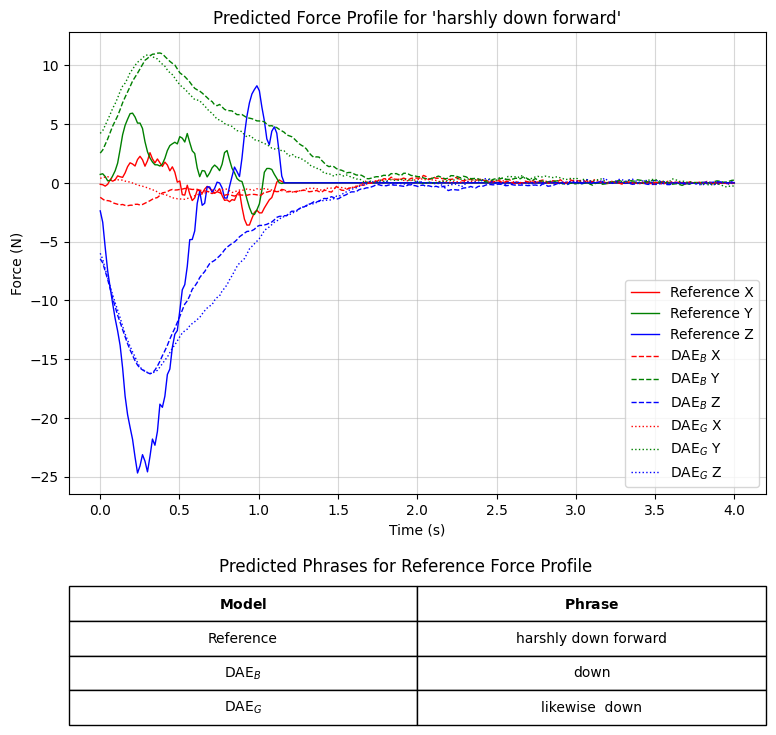 Predicted Force Profile for 'harshly down forward'
Force (N)
10
5
0
−5
−10
−15
−20
−25
0.0 0.5 1.0 1.5 2.0 2.5 3.0 3.5 4.0
Time (s)
Reference X
Reference Y
Reference Z
DAE_B X
DAE_B Y
DAE_B Z
DAE_G X
DAE_G Y
DAE_G Z
Predicted Phrases for Reference Force Profile
Model Phrase
Reference harshly down forward
DAE_B down
DAE_G likewise  down